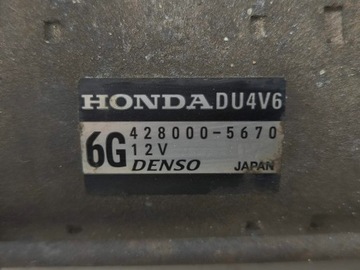 HONDA DU4V6
6G 428000-5670
12V
DENSO JAPAN